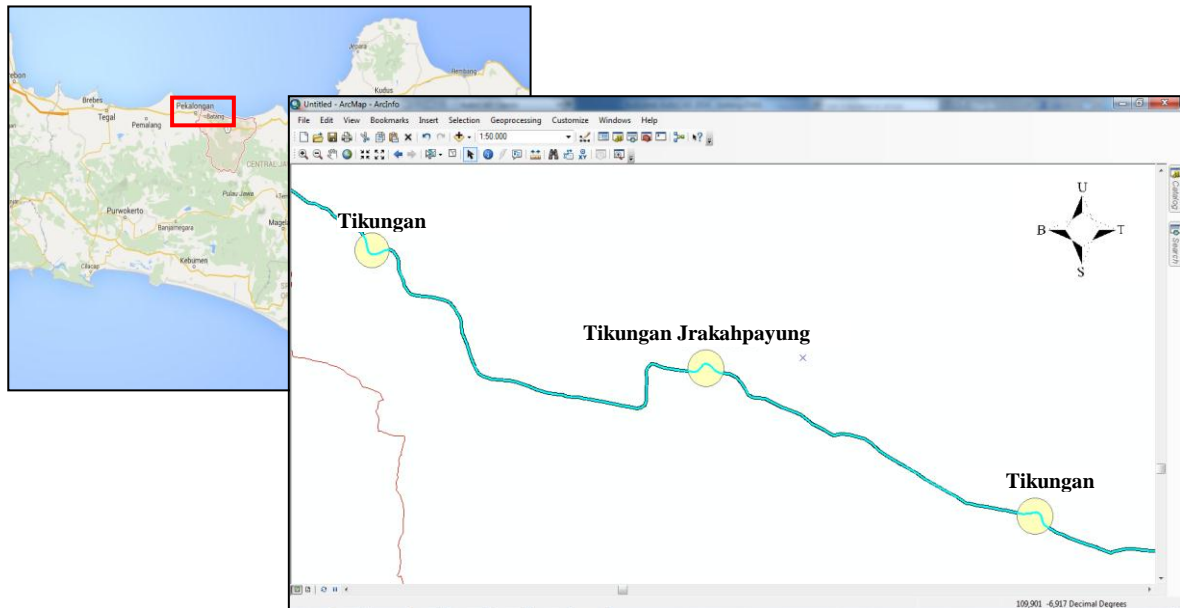 Jepara
Rembang
Kudus
Brebes
Tegal
Pemalang
Pekalongan
Batang
CENTRAL JA
Pulau Jawa
Purwokerto
Banjarnegara
Magela
Kebumen
Cilacap
Untitled - ArcMap - ArcInfo
File Edit View Bookmarks Insert Selection Geoprocessing Customize Windows Help
1:50.000
Catalog
Search
U
B T
S
Tikungan
Tikungan Jrakahpayung
Tikungan
109,901 -6,917 Decimal Degrees